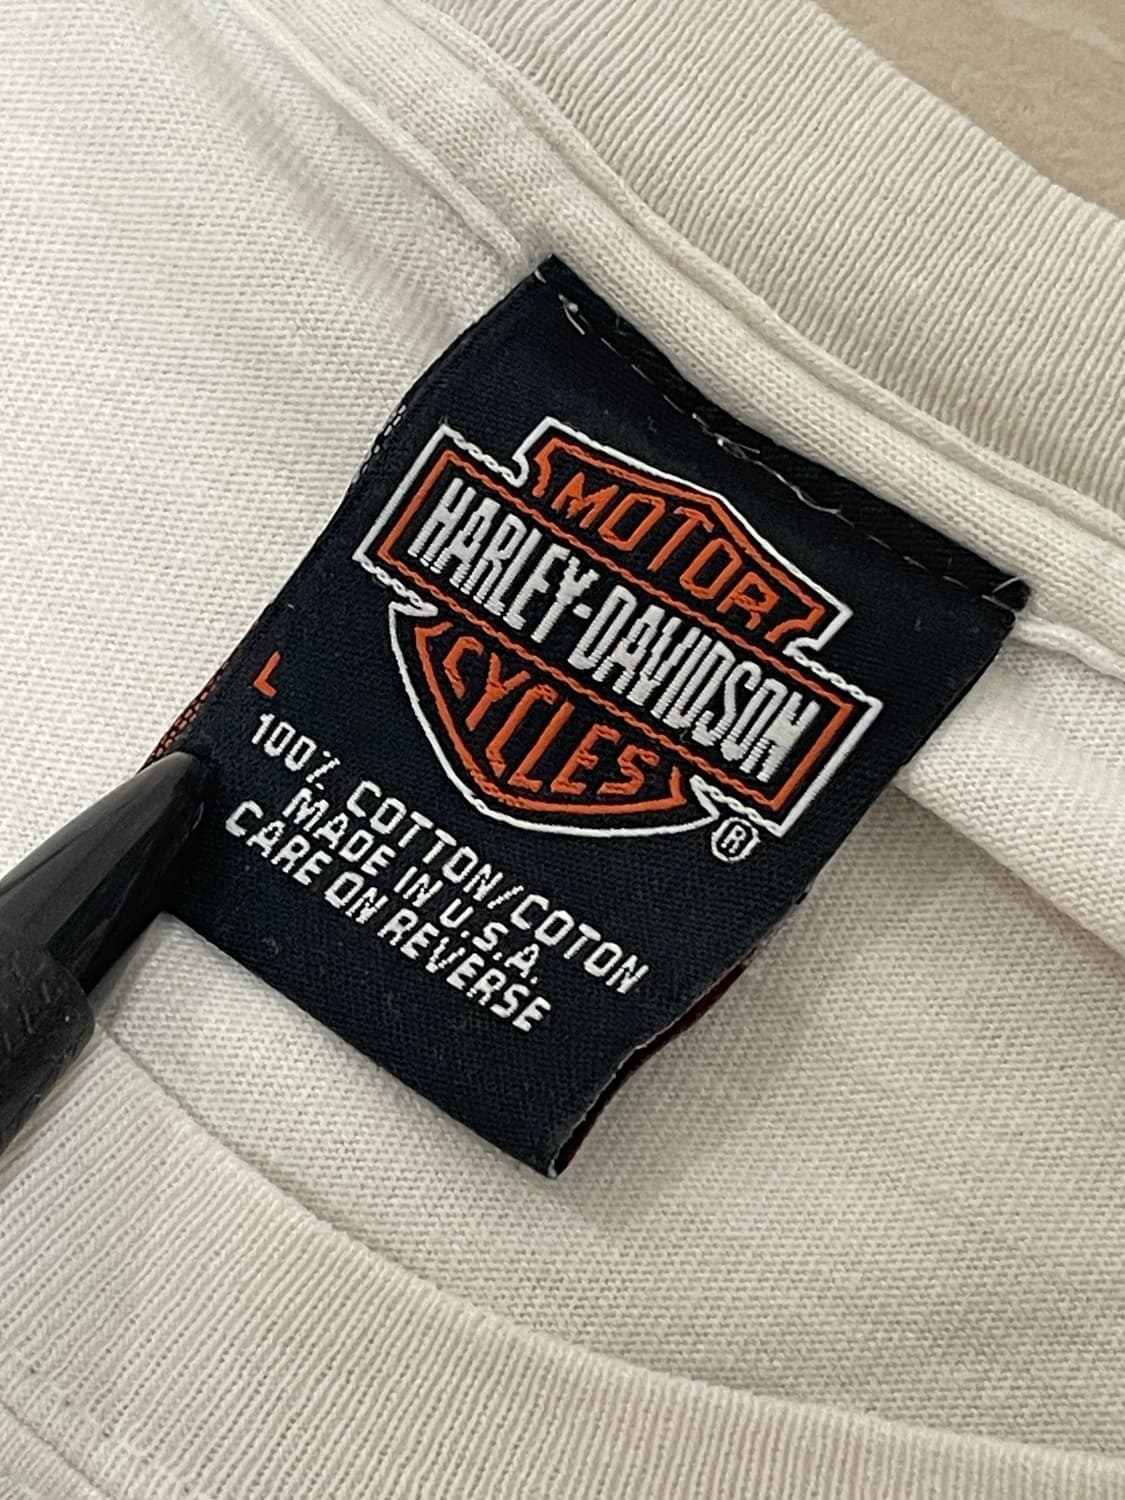 MOTOR
HARLEY-DAVIDSON
CYCLES
®
L
100% COTTON/COTON
MADE IN U.S.A.
CARE ON REVERSE